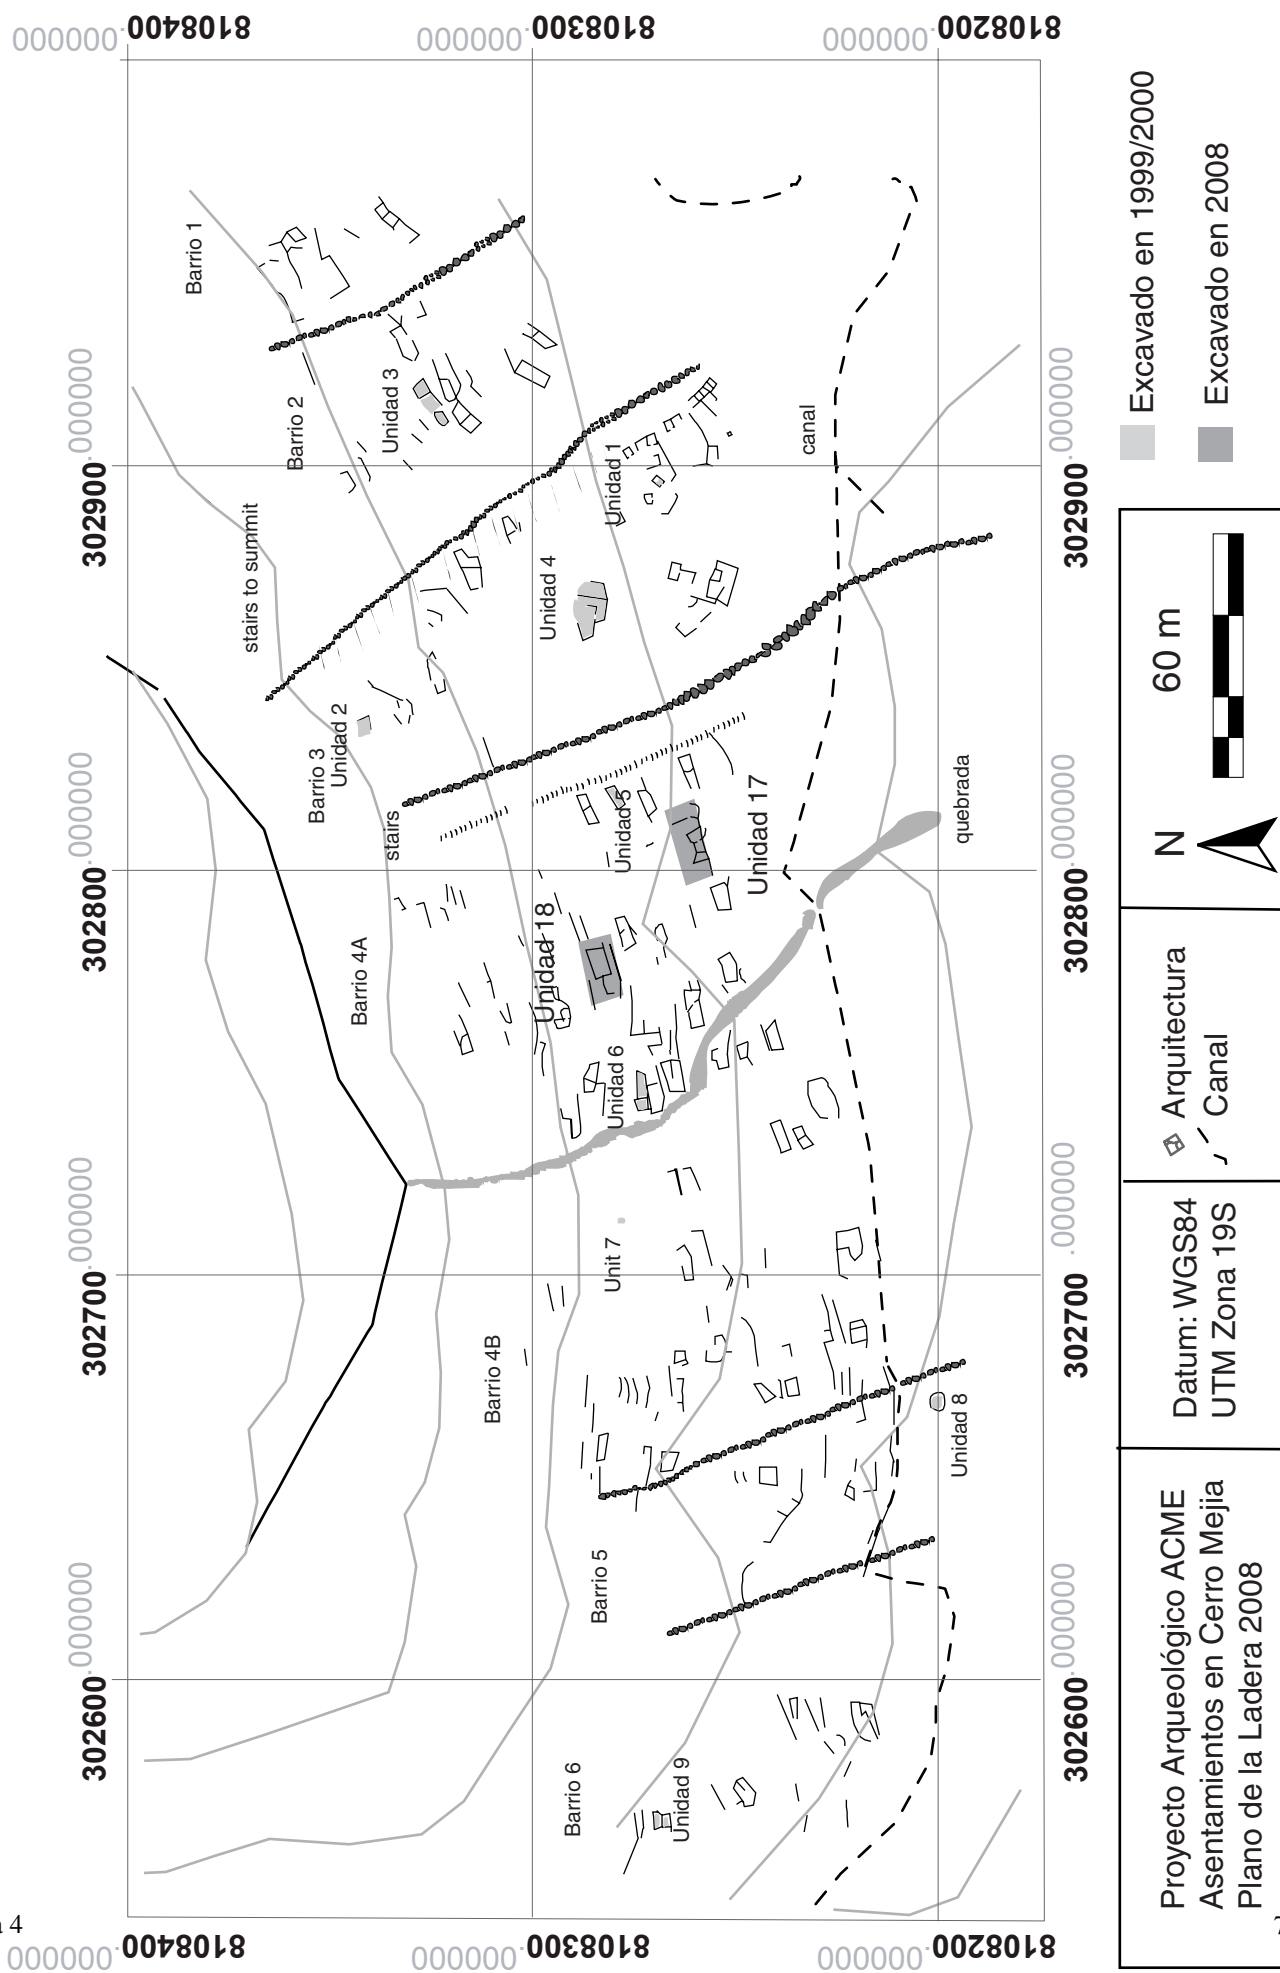 8108400.000000
8108300.000000
8108200.000000
302900.000000
302800.000000
302700.000000
302600.000000
302900.000000
302800.000000
302700.000000
302600.000000
8108400.000000
8108300.000000
8108200.000000
Barrio 1
Barrio 2
Unidad 3
stairs to summit
Unidad 1
canal
Unidad 4
Barrio 3
Unidad 2
stairs
Unidad 5
Unidad 17
quebrada
Barrio 4A
Unidad 18
Unidad 6
Unit 7
Barrio 4B
Unidad 8
Barrio 5
Barrio 6
Unidad 9
Excavado en 1999/2000
Excavado en 2008
60 m
N
Arquitectura
Canal
Datum: WGS84
UTM Zona 19S
Proyecto Arqueológico ACME
Asentamientos en Cerro Mejia
Plano de la Ladera 2008
4
7